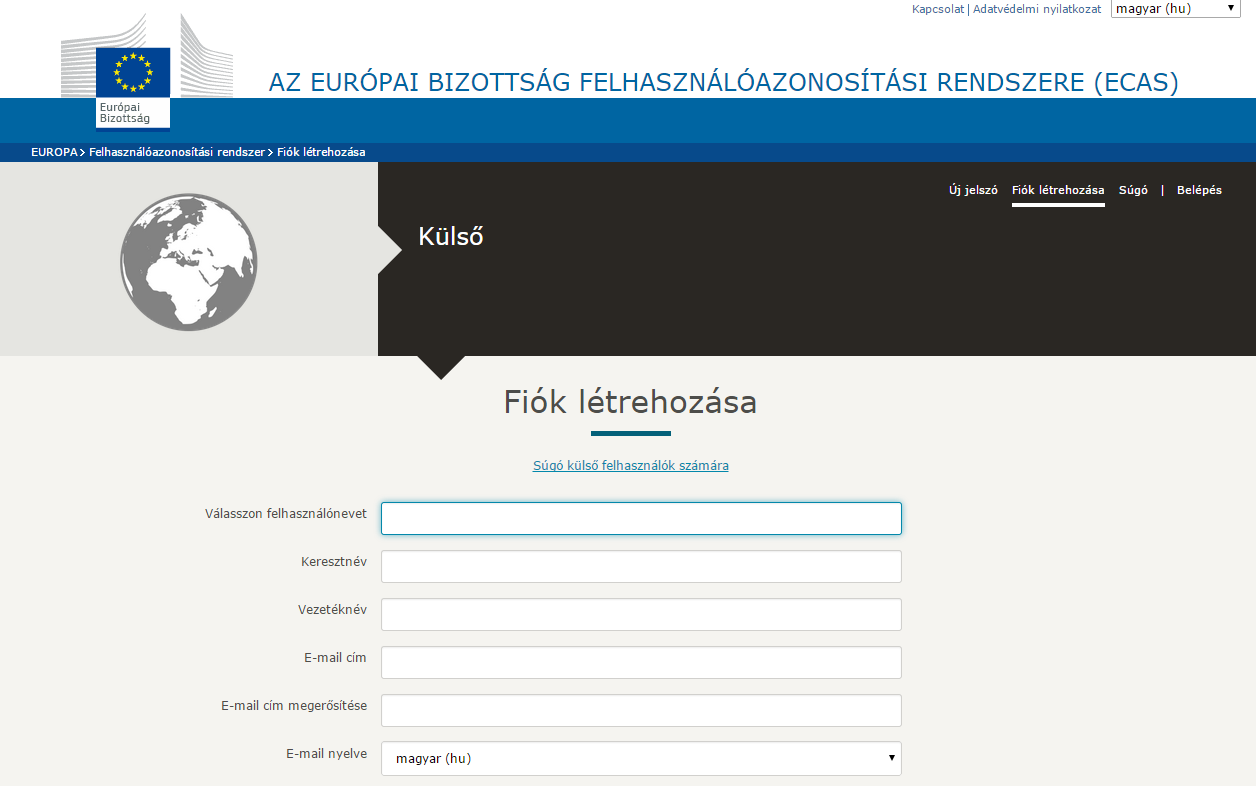 Kapcsolat | Adatvédelmi nyilatkozat magyar (hu)
Európai
Bizottság
AZ EURÓPAI BIZOTTSÁG FELHASZNÁLÓAZONOSÍTÁSI RENDSZERE (ECAS)
EUROPA > Felhasználóazonosítási rendszer > Fiók létrehozása
Új jelszó Fiók létrehozása Súgó | Belépés
Külső
Fiók létrehozása
Súgó külső felhasználók számára
Válasszon felhasználónevet
Keresztnév
Vezetéknév
E-mail cím
E-mail cím megerősítése
E-mail nyelve magyar (hu)